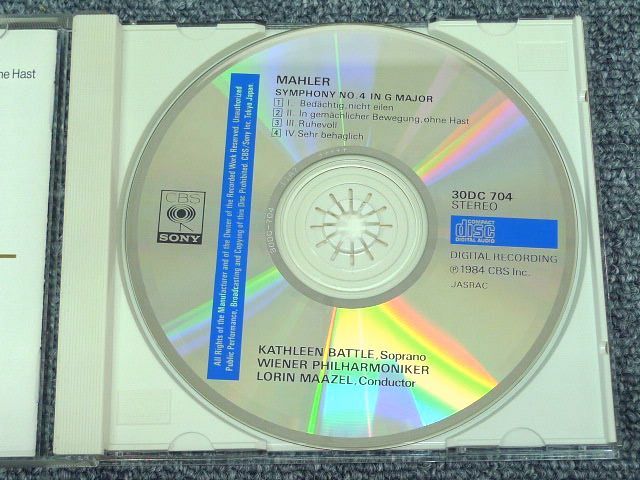 ne Hast
MAHLER
SYMPHONY NO.4 IN G MAJOR
1 I. Bedächtig, nicht eilen
2 II. In gemächlicher Bewegung, ohne Hast
3 III. Ruhevoll
4 IV. Sehr behaglich
All Rights of the Manufacturer and of the Owner of the Recorded Work Reserved. Unauthorized
Public Performance, Broadcasting and Copying of this Disc Prohibited. CBS/Sony Inc. Tokyo Japan
CBS
SONY
30DC-704
30DC 704
STEREO
COMPACT
disc
DIGITAL AUDIO
DIGITAL RECORDING
℗1984 CBS Inc.
JASRAC
KATHLEEN BATTLE, Soprano
WIENER PHILHARMONIKER
LORIN MAAZEL, Conductor